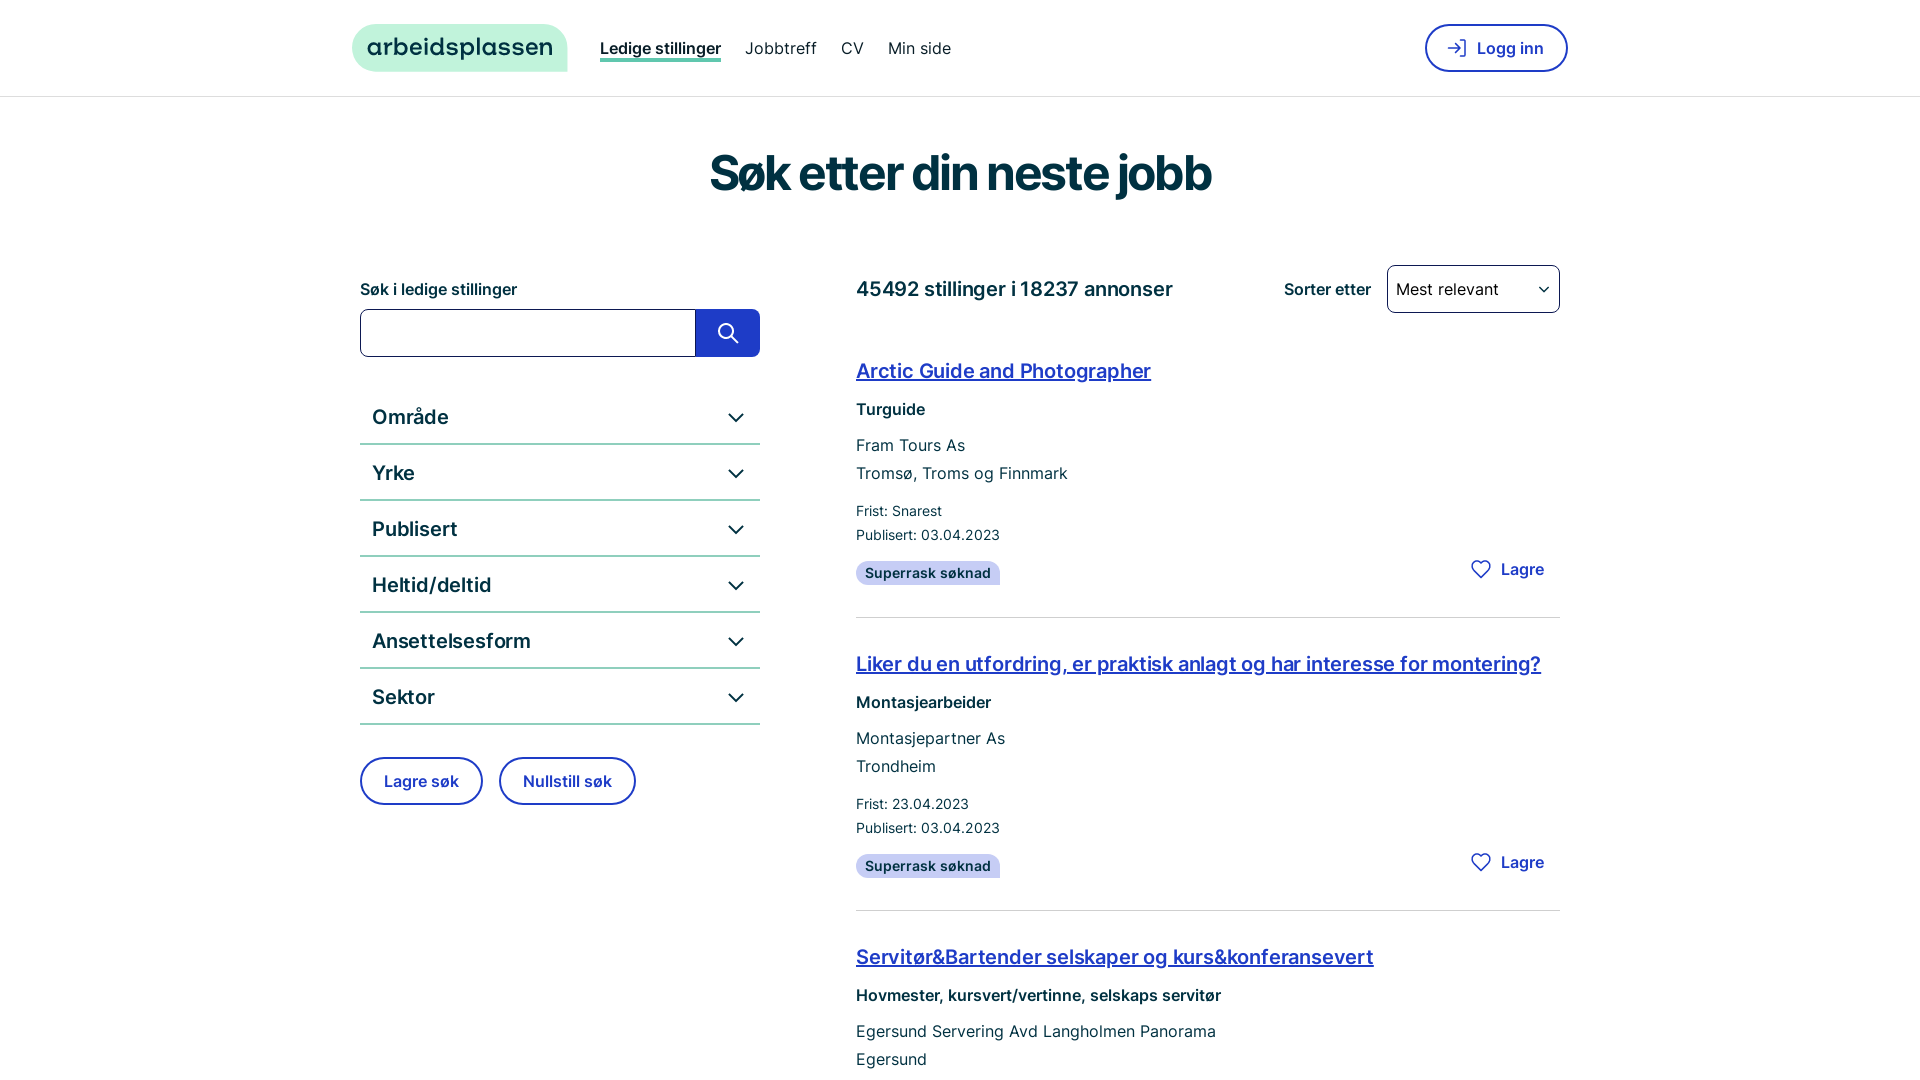 arbeidsplassen
Ledige stillinger
Jobbtreff
CV
Min side
Logg inn
Søk etter din neste jobb
Søk i ledige stillinger
Område
Yrke
Publisert
Heltid/deltid
Ansettelsesform
Sektor
Lagre søk
Nullstill søk
45492 stillinger i 18237 annonser
Sorter etter
Mest relevant
Arctic Guide and Photographer
Turguide
Fram Tours As
Tromsø, Troms og Finnmark
Frist: Snarest
Publisert: 03.04.2023
Superrask søknad
Lagre
Liker du en utfordring, er praktisk anlagt og har interesse for montering?
Montasjearbeider
Montasjepartner As
Trondheim
Frist: 23.04.2023
Publisert: 03.04.2023
Superrask søknad
Lagre
Servitør&Bartender selskaper og kurs&konferansevert
Hovmester, kursvert/vertinne, selskaps servitør
Egersund Servering Avd Langholmen Panorama
Egersund